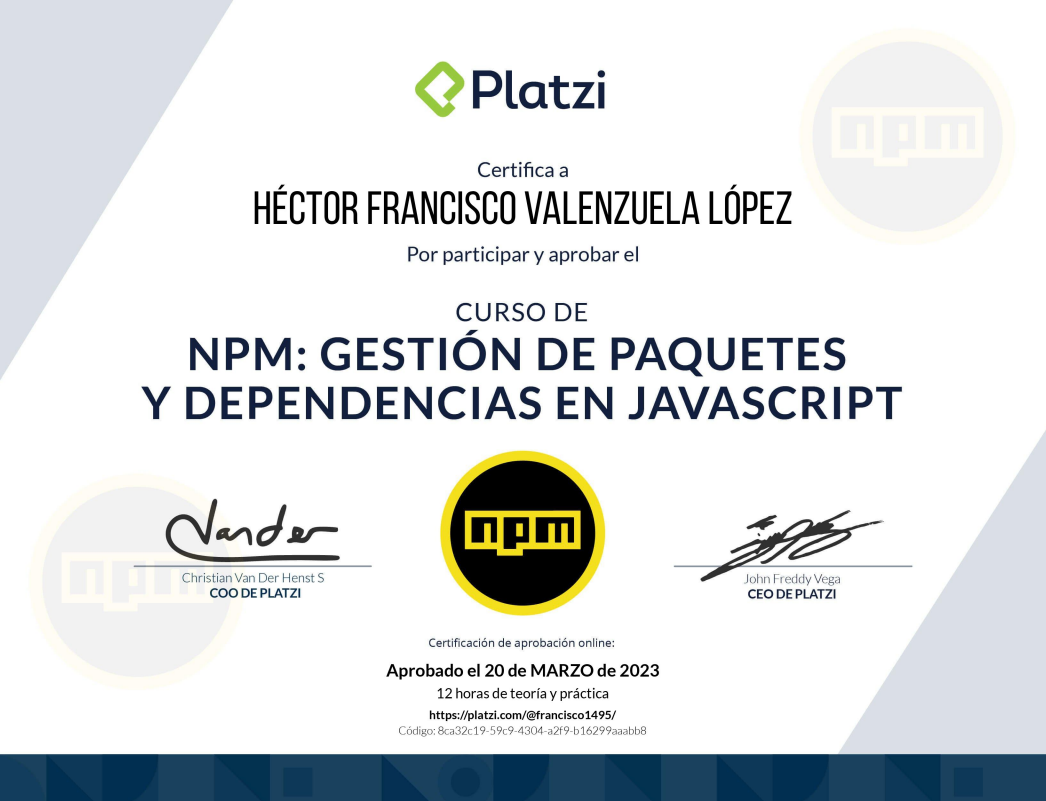 Platzi
npm
Certifica a
HÉCTOR FRANCISCO VALENZUELA LÓPEZ
Por participar y aprobar el
CURSO DE
NPM: GESTIÓN DE PAQUETES
Y DEPENDENCIAS EN JAVASCRIPT
npm
npm
Vander
Christian Van Der Henst S
COO DE PLATZI
John Freddy Vega
CEO DE PLATZI
Certificación de aprobación online:
Aprobado el 20 de MARZO de 2023
12 horas de teoría y práctica
https://platzi.com/@francisco1495/
Código: 8ca32c19-59c9-4304-a2f9-b16299aaabb8